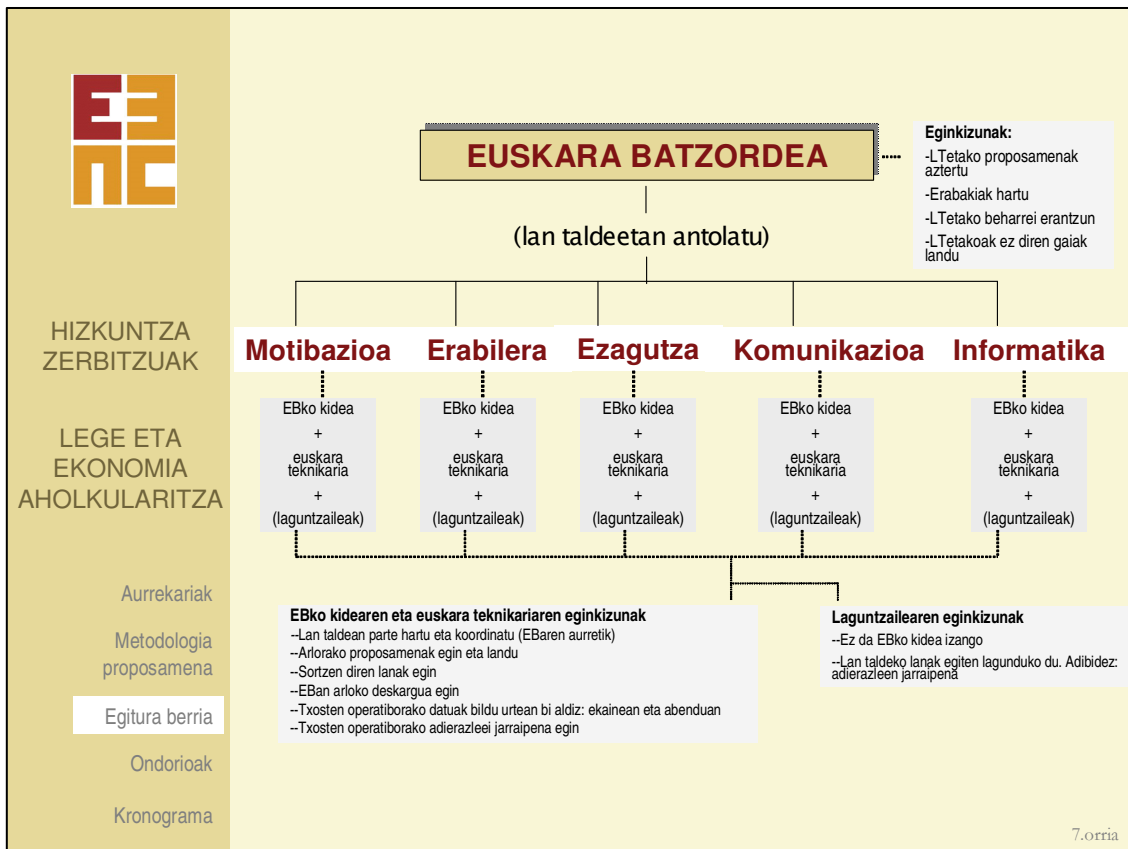 HIZKUNTZA
ZERBITZUAK
LEGE ETA
EKONOMIA
AHOLKULARITZA
Aurrekariak
Metodologia
proposamena
Egitura berria
Ondorioak
Kronograma
EUSKARA BATZORDEA
Eginkizunak:
-LTetako proposamenak
aztertu
-Erabakiak hartu
-LTetako beharrei erantzun
-LTetakoak ez diren gaiak
landu
(lan taldeetan antolatu)
Motibazioa
Erabilera
Ezagutza
Komunikazioa
Informatika
EBko kidea
+
euskara
teknikaria
+
(laguntzaileak)
EBko kidea
+
euskara
teknikaria
+
(laguntzaileak)
EBko kidea
+
euskara
teknikaria
+
(laguntzaileak)
EBko kidea
+
euskara
teknikaria
+
(laguntzaileak)
EBko kidea
+
euskara
teknikaria
+
(laguntzaileak)
EBko kidearen eta euskara teknikariaren eginkizunak
--Lan taldean parte hartu eta koordinatu (EBaren aurretik)
--Arlorako proposamenak egin eta landu
--Sortzen diren lanak egin
--EBan arloko deskargua egin
--Txosten operatiborako datuak bildu urtean bi aldiz: ekainean eta abenduan
--Txosten operatiborako adierazleei jarraipena egin
Laguntzailearen eginkizunak
--Ez da EBko kidea izango
--Lan taldeko lanak egiten lagunduko du. Adibidez:
adierazleen jarraipena
7.orria